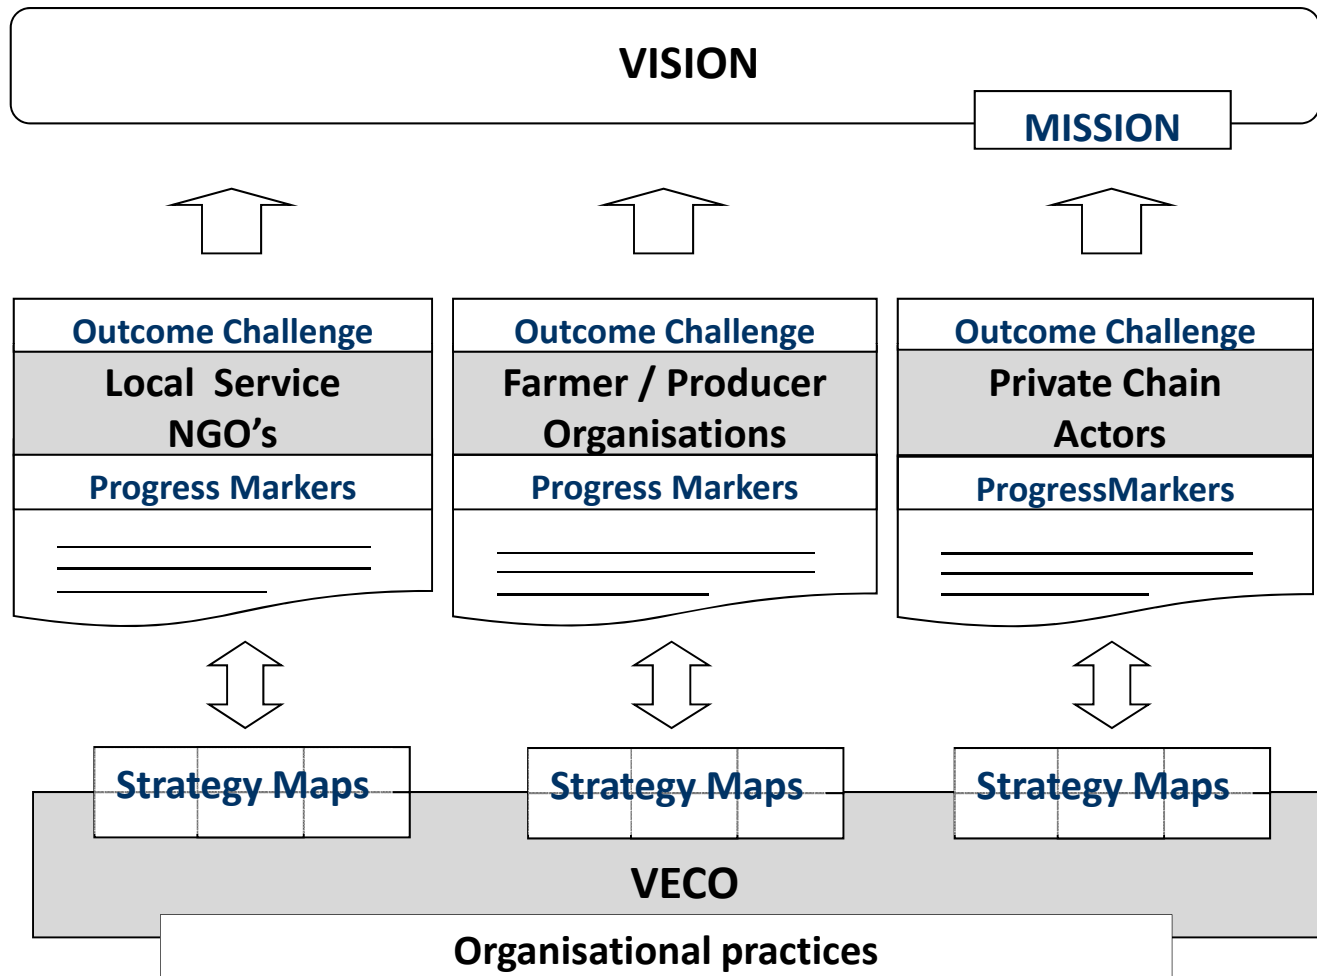 VISION
MISSION
Outcome Challenge
Local Service
NGO's
Progress Markers
Outcome Challenge
Farmer / Producer
Organisations
Progress Markers
Outcome Challenge
Private Chain
Actors
ProgressMarkers
Strategy Maps
Strategy Maps
Strategy Maps
VECO
Organisational practices